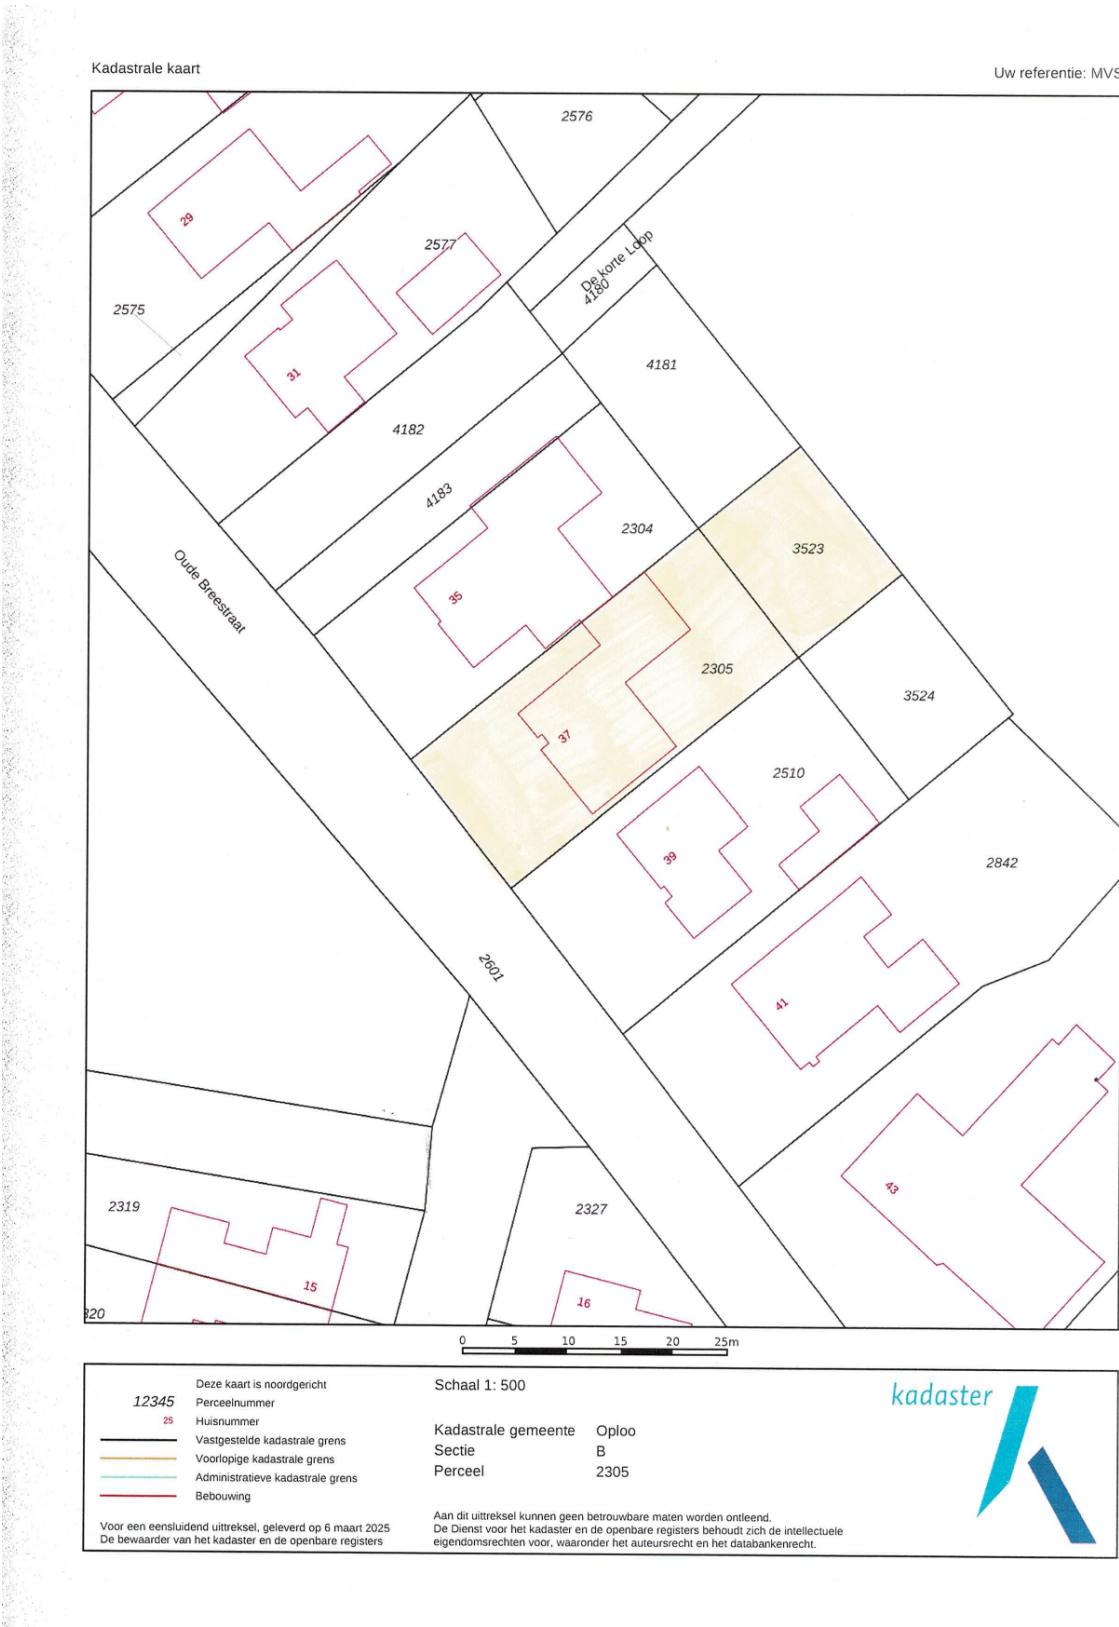 Kadastrale kaart
Uw referentie: MVS
2576
29
2577
De korte Loop
4180
2575
31
4181
4182
4183
2304
3523
Oude Breestraat
35
2305
3524
37
2510
39
2842
2601
41
43
2319
2327
15
16
320
0 5 10 15 20 25m
Deze kaart is noordgericht
12345 Perceelnummer
25 Huisnummer
Vastgestelde kadastrale grens
Voorlopige kadastrale grens
Administratieve kadastrale grens
Bebouwing
Voor een eensluidend uittreksel, geleverd op 6 maart 2025
De bewaarder van het kadaster en de openbare registers
Schaal 1: 500
Kadastrale gemeente Oploo
Sectie B
Perceel 2305
Aan dit uittreksel kunnen geen betrouwbare maten worden ontleend.
De Dienst voor het kadaster en de openbare registers behoudt zich de intellectuele
eigendomsrechten voor, waaronder het auteursrecht en het databankenrecht.
kadaster